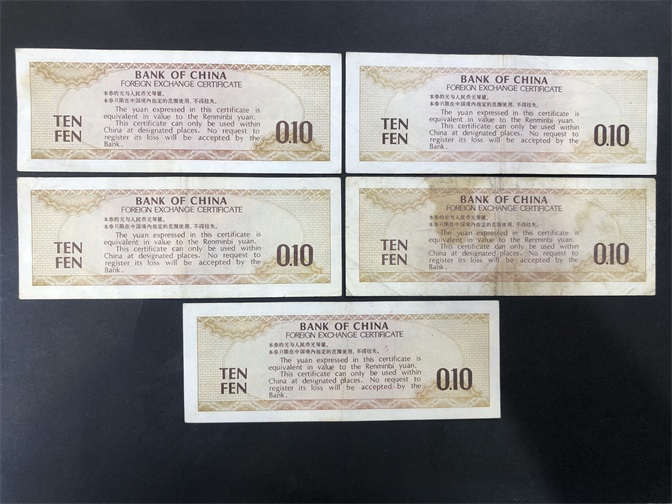 BANK OF CHINA
FOREIGN EXCHANGE CERTIFICATE
本券的元与人民币元等值。
本券只限在中国境内指定的范围使用，不得挂失。
The yuan expressed in this certificate is
equivalent in value to the Renminbi yuan.
This certificate can only be used within
China at designated places. No request to
register its loss will be accepted by the
Bank.
TEN
FEN
0.10
BANK OF CHINA
FOREIGN EXCHANGE CERTIFICATE
本券的元与人民币元等值。
本券只限在中国境内指定的范围使用，不得挂失。
The yuan expressed in this certificate is
equivalent in value to the Renminbi yuan.
This certificate can only be used within
China at designated places. No request to
register its loss will be accepted by the
Bank.
TEN
FEN
0.10
BANK OF CHINA
FOREIGN EXCHANGE CERTIFICATE
本券的元与人民币元等值。
本券只限在中国境内指定的范围使用，不得挂失。
The yuan expressed in this certificate is
equivalent in value to the Renminbi yuan.
This certificate can only be used within
China at designated places. No request to
register its loss will be accepted by the
Bank.
TEN
FEN
0.10
BANK OF CHINA
FOREIGN EXCHANGE CERTIFICATE
本券的元与人民币元等值。
本券只限在中国境内指定的范围使用，不得挂失。
The yuan expressed in this certificate is
equivalent in value to the Renminbi yuan.
This certificate can only be used within
China at designated places. No request to
register its loss will be accepted by the
Bank.
TEN
FEN
0.10
BANK OF CHINA
FOREIGN EXCHANGE CERTIFICATE
本券的元与人民币元等值。
本券只限在中国境内指定的范围使用，不得挂失。
The yuan expressed in this certificate is
equivalent in value to the Renminbi yuan.
This certificate can only be used within
China at designated places. No request to
register its loss will be accepted by the
Bank.
TEN
FEN
0.10